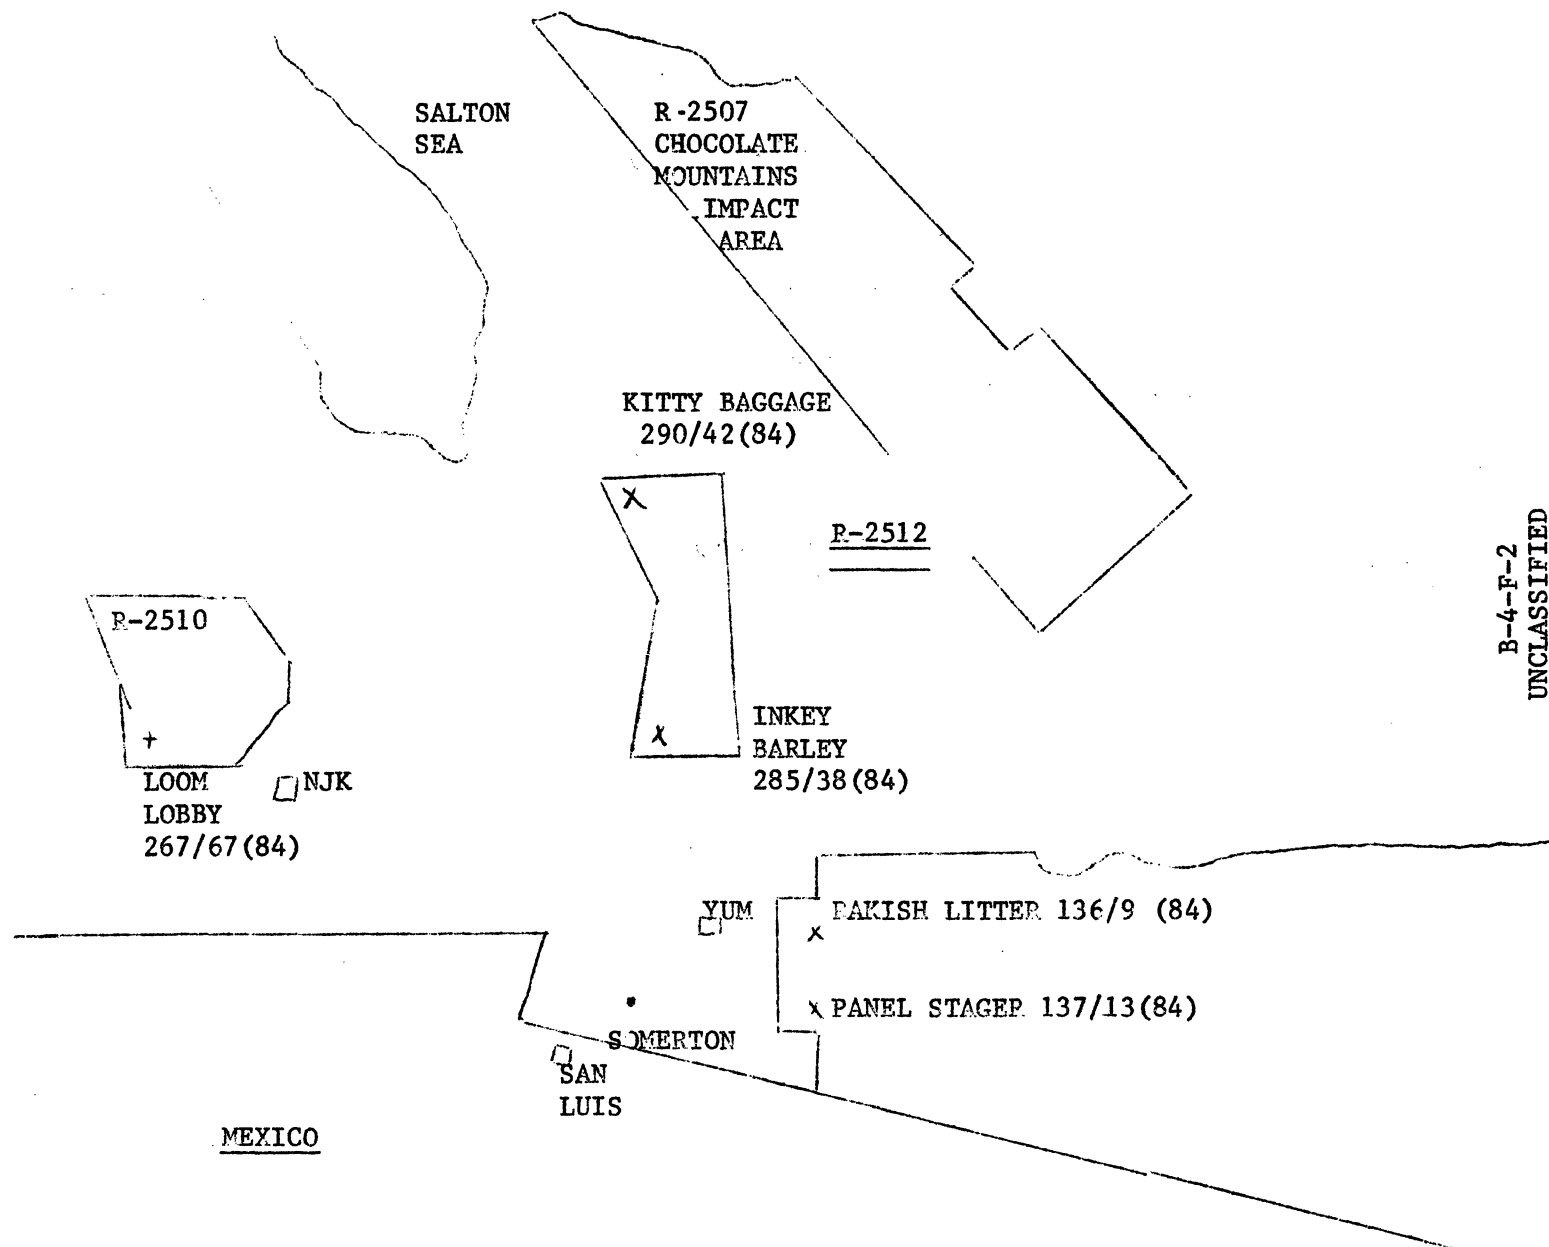 SALTON
SEA
R-2507
CHOCOLATE
MOUNTAINS
IMPACT
AREA
KITTY BAGGAGE
290/42(84)
X
R-2512
R-2510
+
LOOM
LOBBY
267/67(84)
NJK
X
INKEY
BARLEY
285/38(84)
B-4-F-2
UNCLASSIFIED
YUM
RAKISH LITTER 136/9 (84)
X
X PANEL STAGER 137/13(84)
SOMERTON
SAN
LUIS
MEXICO